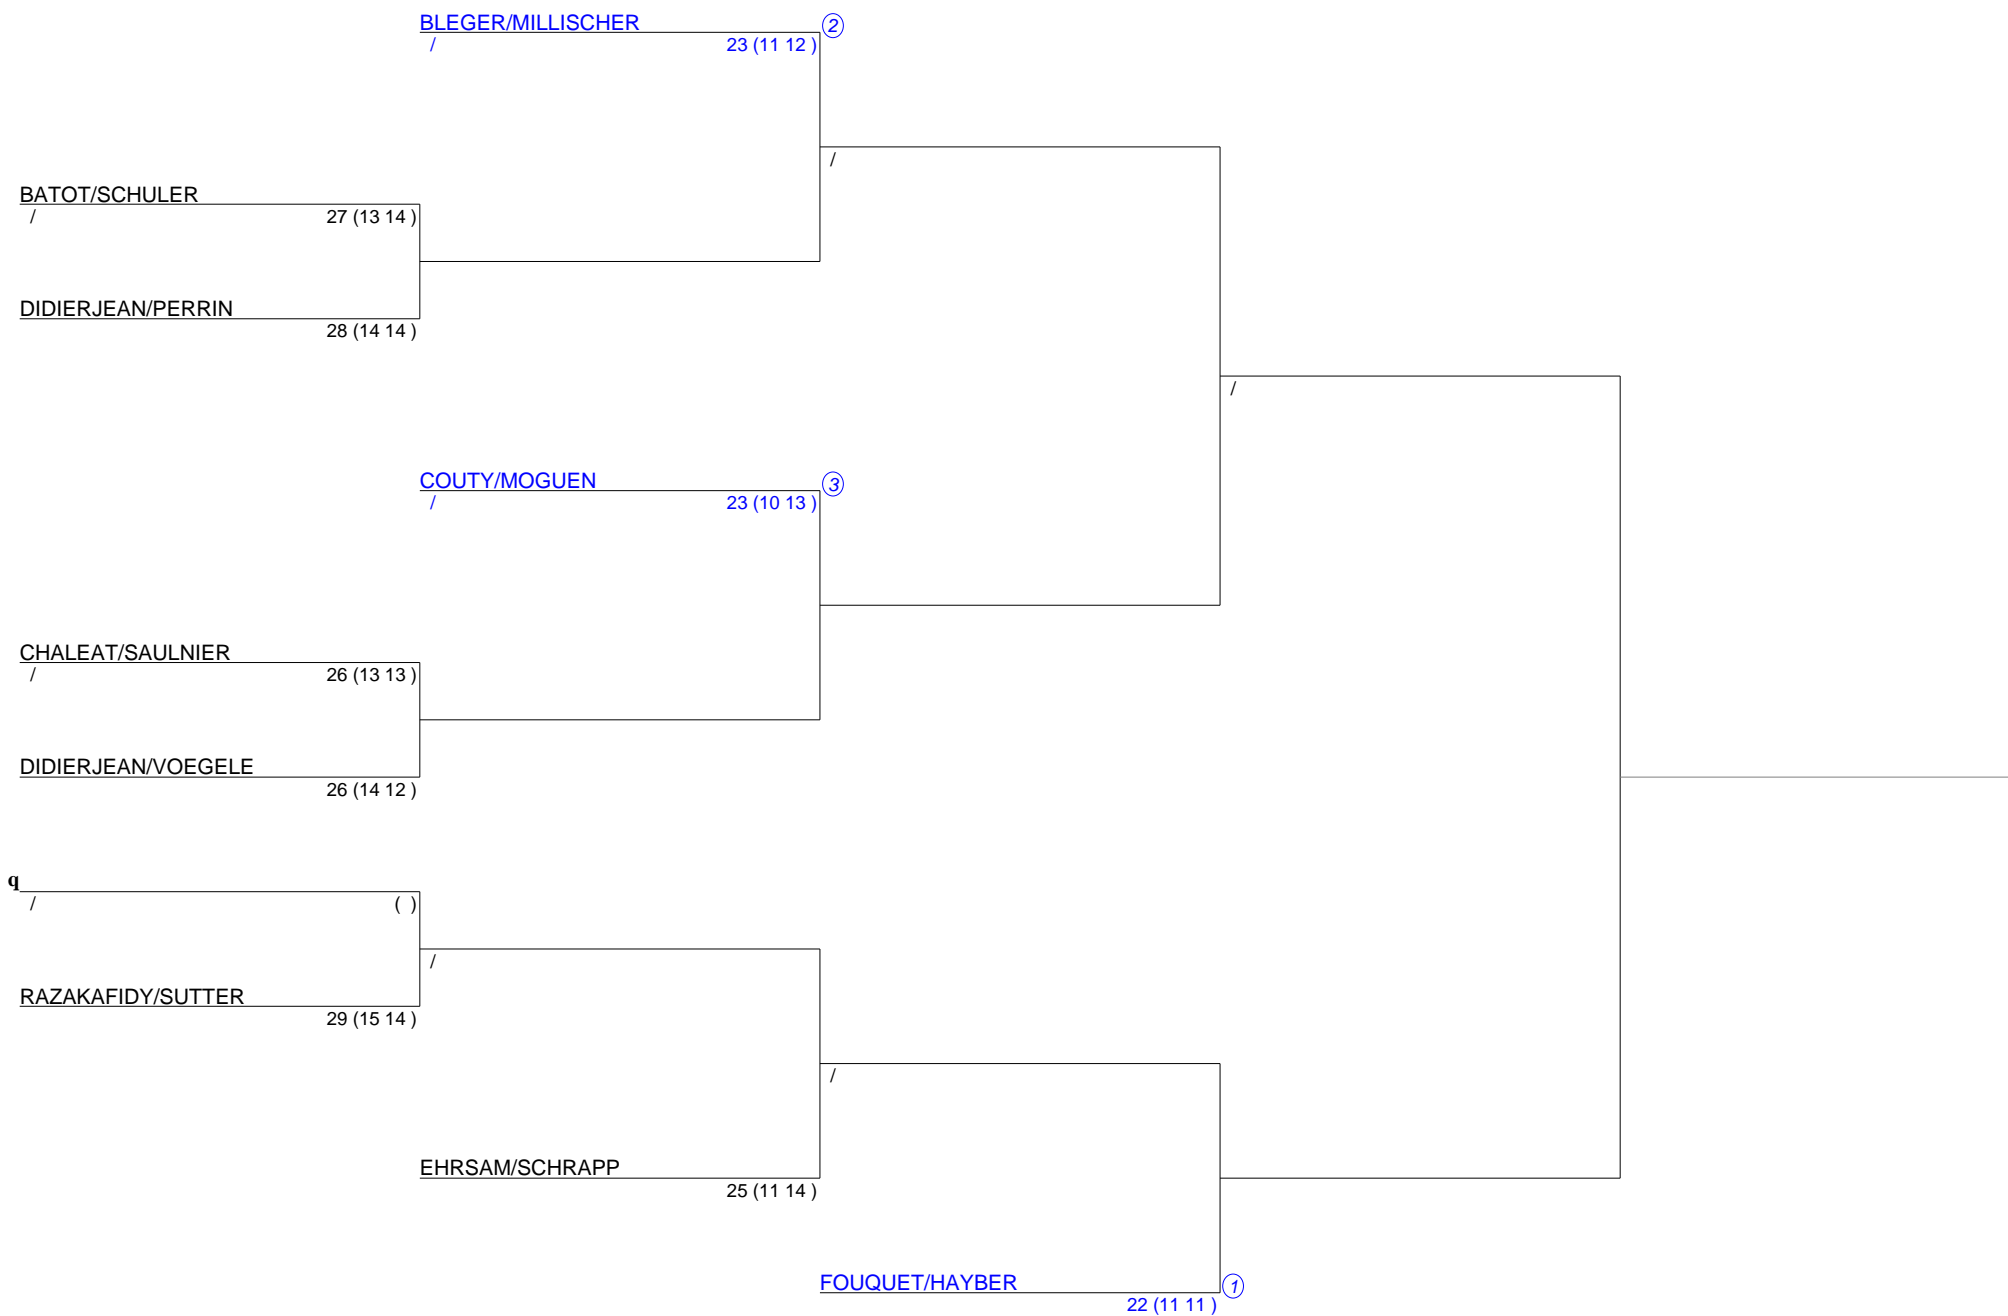 BLEGER/MILLISCHER
2
/ 23 (11 12 )
/
BATOT/SCHULER
/ 27 (13 14 )
DIDIERJEAN/PERRIN
28 (14 14 )
/
COUTY/MOGUEN
3
/ 23 (10 13 )
CHALEAT/SAULNIER
/ 26 (13 13 )
DIDIERJEAN/VOEGELE
26 (14 12 )
q
/ ( )
/
RAZAKAFIDY/SUTTER
29 (15 14 )
/
EHRSAM/SCHRAPP
25 (11 14 )
FOUQUET/HAYBER
1
22 (11 11 )